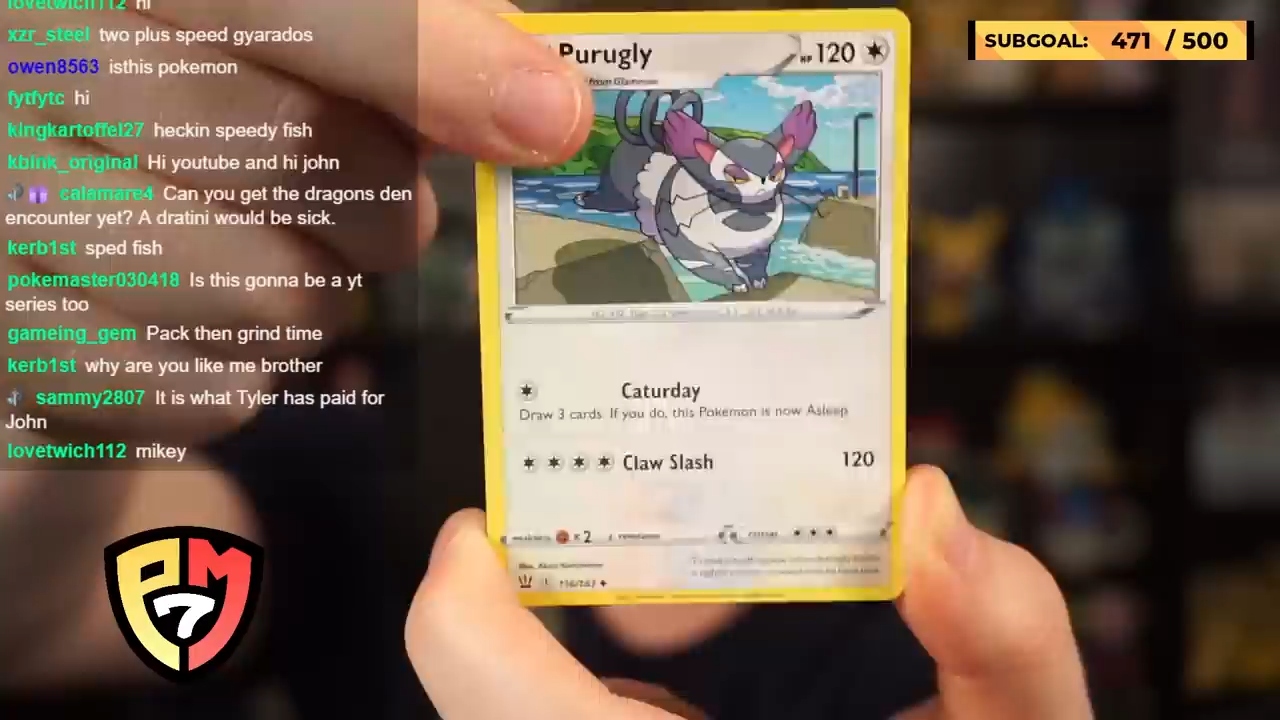 lovetwich112 hi
xzr_steel two plus speed gyarados
owen8563 isthis pokemon
fytfytc hi
kingkartoffel27 heckin speedy fish
kbink_original Hi youtube and hi john
calamare4 Can you get the dragons den
encounter yet? A dratini would be sick.
kerb1st sped fish
pokemaster030418 Is this gonna be a yt
series too
gameing_gem Pack then grind time
kerb1st why are you like me brother
sammy2807 It is what Tyler has paid for
John
lovetwich112 mikey
PM7
SUBGOAL: 471 / 500
Purugly HP 120
Caturday
Draw 3 cards. If you do, this Pokémon is now Asleep.
Claw Slash 120
x2